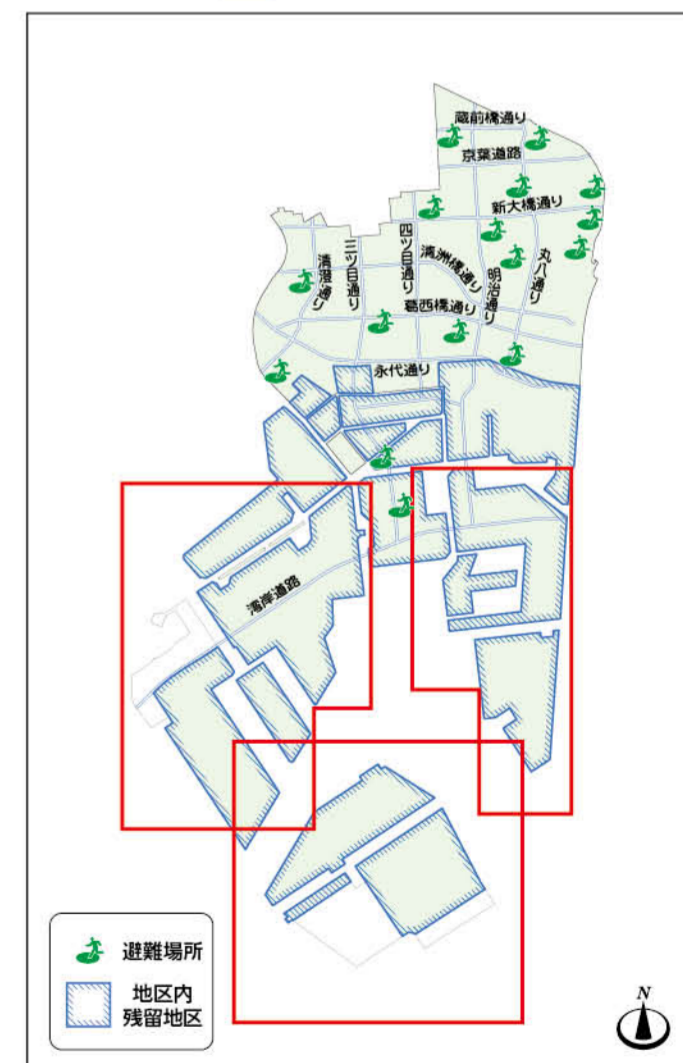 蔵前橋通り
京葉道路
新大橋通り
清澄通り
三ツ目通り
四ツ目通り
清洲橋通り
明治通り
丸八通り
葛西橋通り
永代通り
湾岸道路
避難場所
地区内
残留地区
N